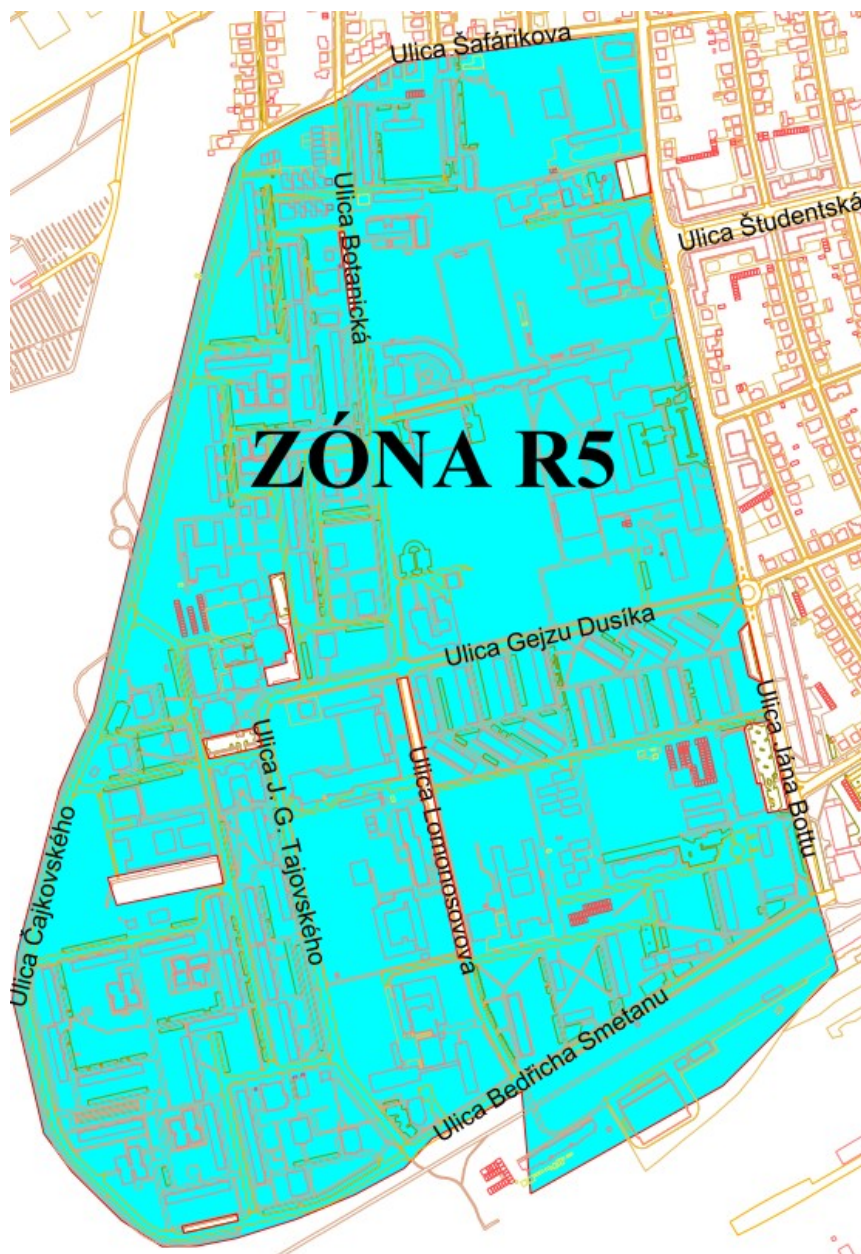 Ulica Šafárikova
Ulica Botanická
Ulica Študentská
ZÓNA R5
Ulica Gejzu Dusíka
Ulica Jána Bottu
Ulica J. G. Tajovského
Ulica Lomonosovova
Ulica Čajkovského
Ulica Bedřicha Smetanu